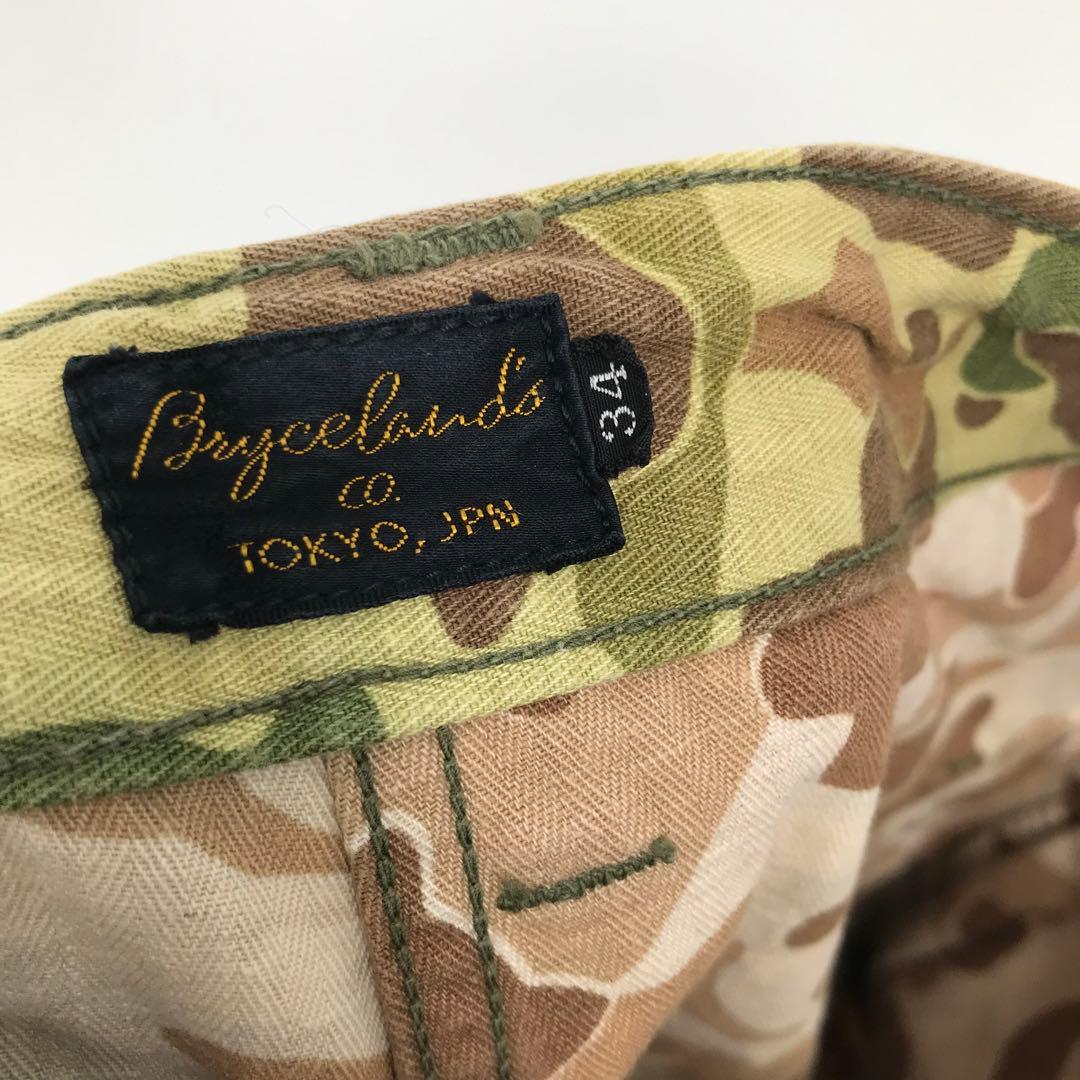 Bryceland's
CO.
TOKYO, JPN
34